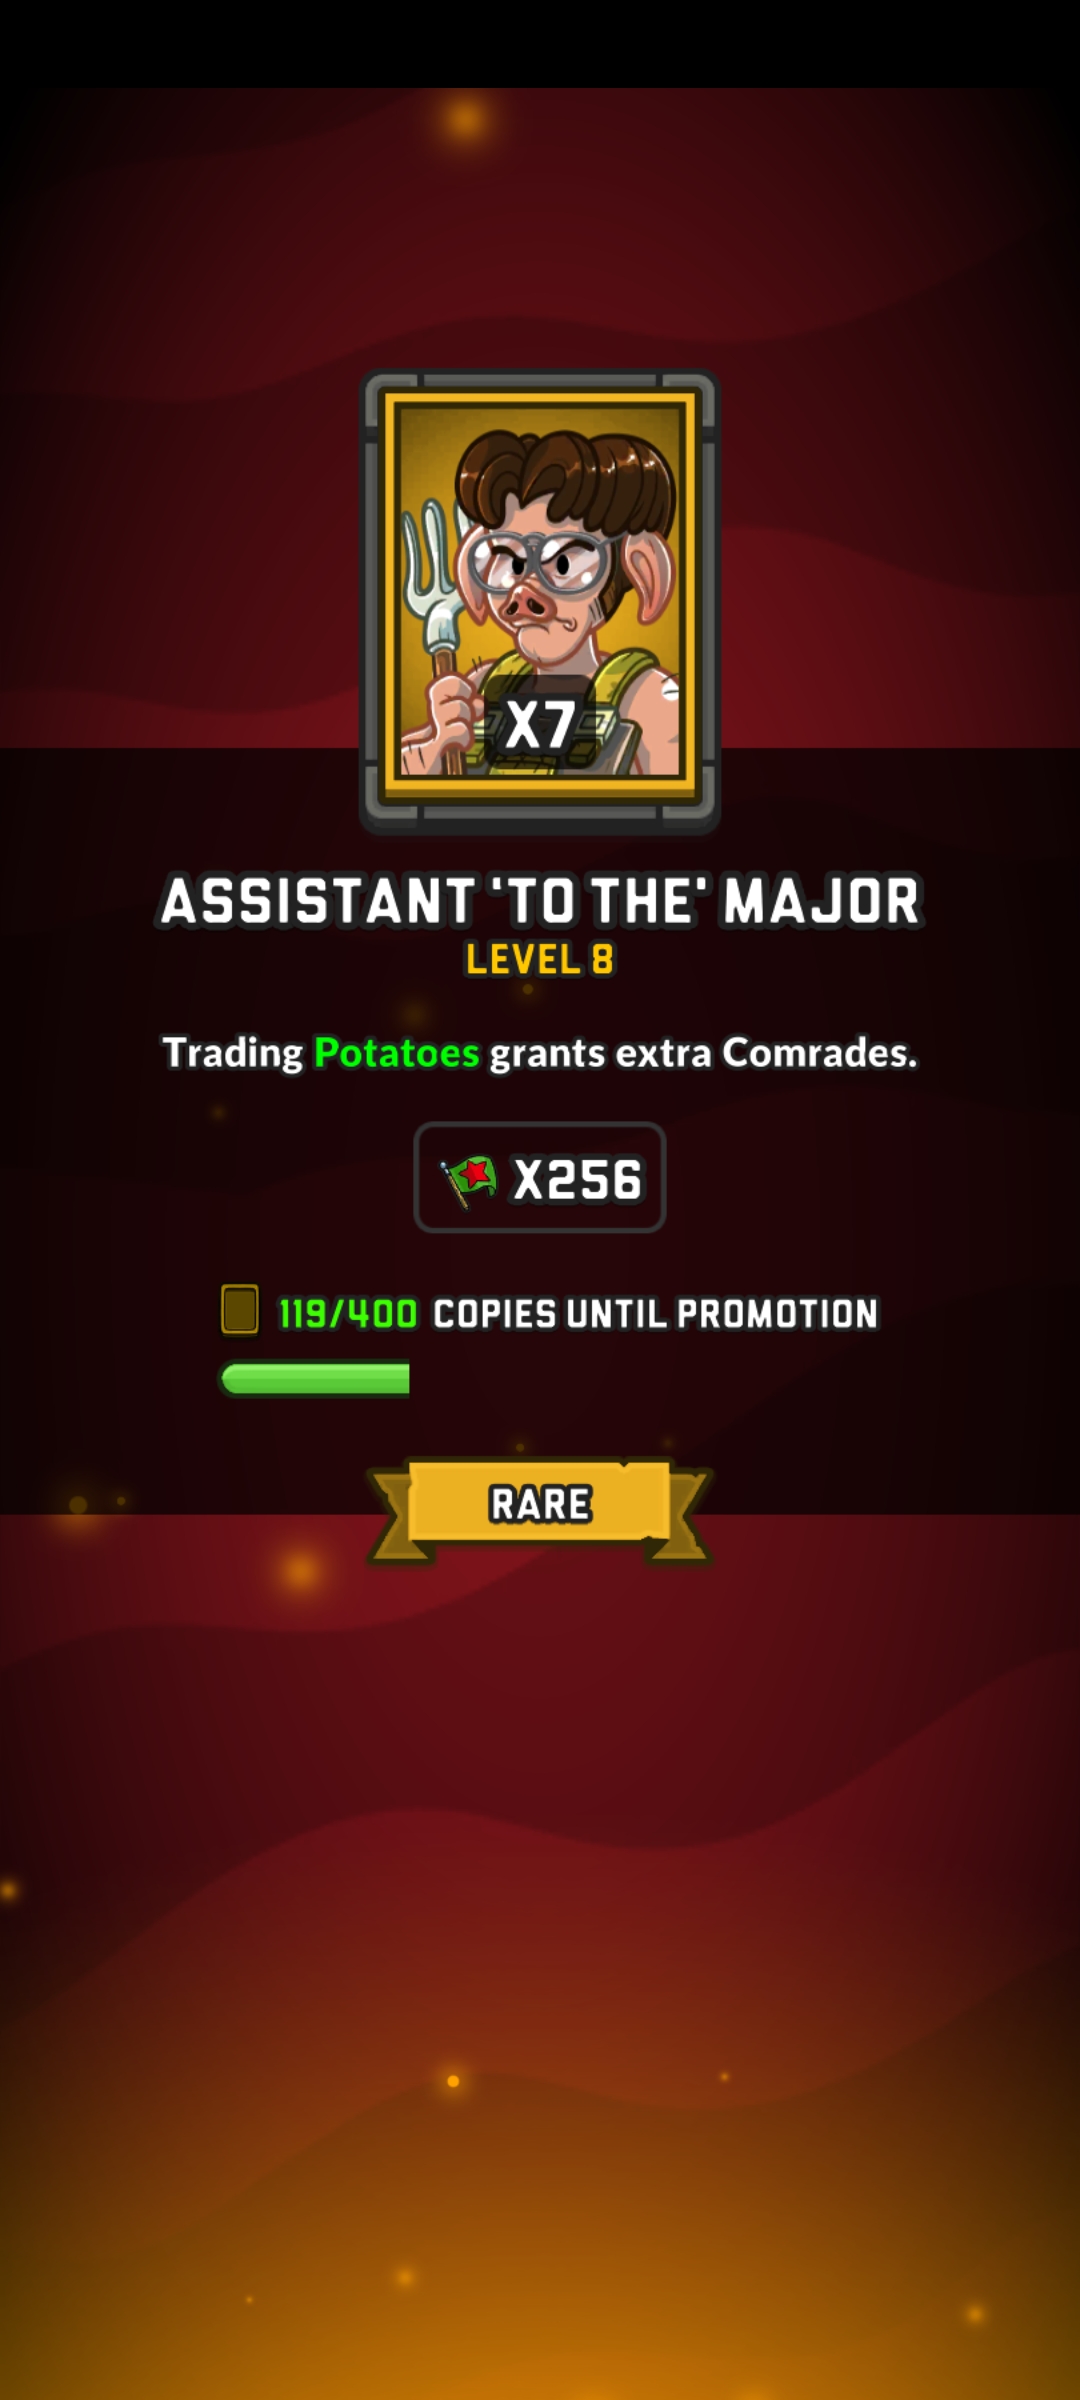 X7
ASSISTANT 'TO THE' MAJOR
LEVEL 8
Trading Potatoes grants extra Comrades.
X256
119/400 COPIES UNTIL PROMOTION
RARE